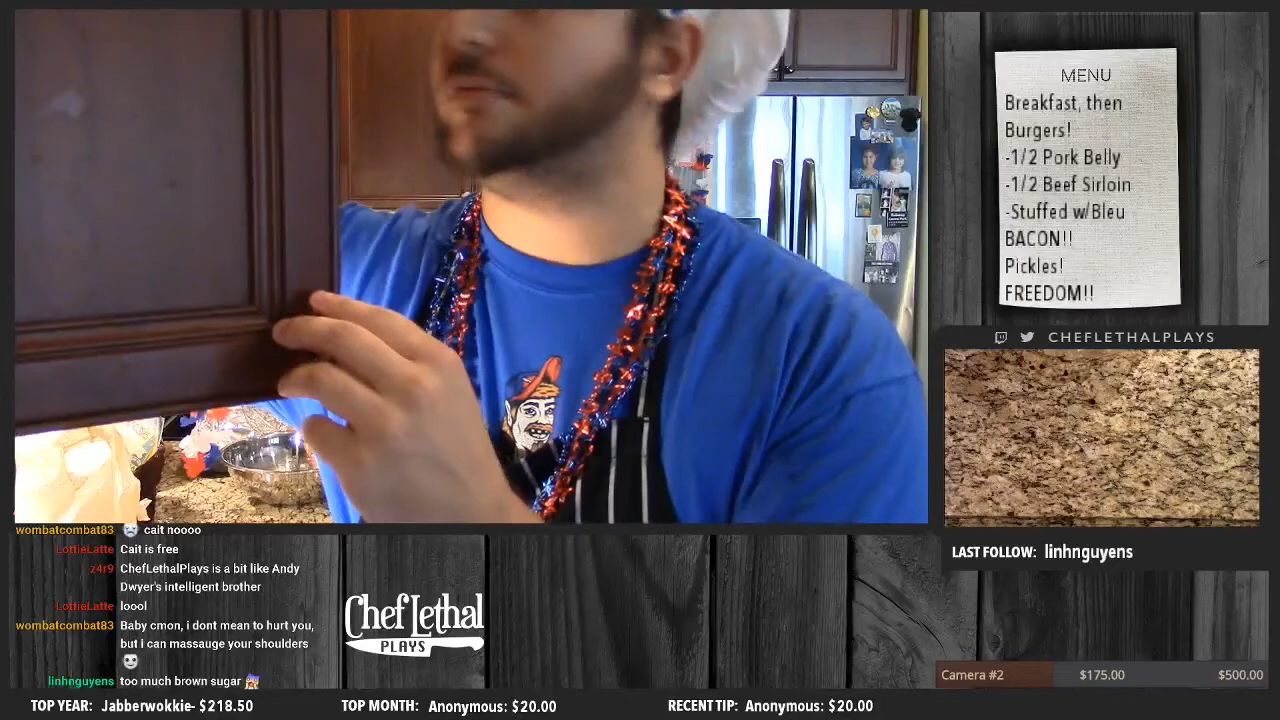 MENU
Breakfast, then
Burgers!
-1/2 Pork Belly
-1/2 Beef Sirloin
-Stuffed w/Bleu
BACON!!
Pickles!
FREEDOM!!
CHEFLETHALPLAYS
LAST FOLLOW: linhnguyens
Camera #2 $175.00 $500.00
wombatcombat83 cait noooo
LottieLatte Cait is free
z4r9 ChefLethalPlays is a bit like Andy
Dwyer's intelligent brother
LottieLatte loool
wombatcombat83 Baby cmon, i dont mean to hurt you,
but i can massauge your shoulders
linhnguyens too much brown sugar
Chef Lethal
PLAYS
TOP YEAR: Jabberwokkie- $218.50
TOP MONTH: Anonymous: $20.00
RECENT TIP: Anonymous: $20.00